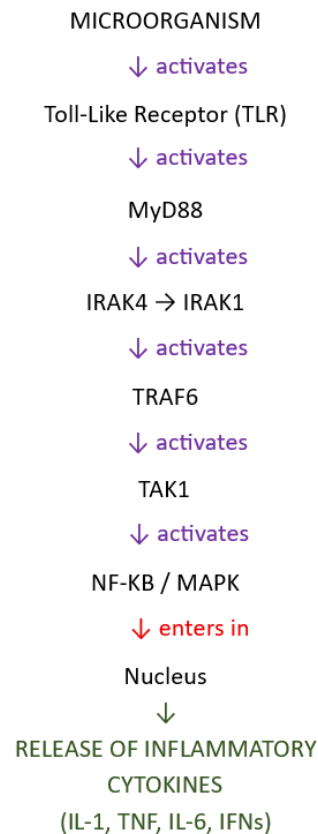 MICROORGANISM
↓ activates
Toll-Like Receptor (TLR)
↓ activates
MyD88
↓ activates
IRAK4 → IRAK1
↓ activates
TRAF6
↓ activates
TAK1
↓ activates
NF-KB / MAPK
↓ enters in
Nucleus
↓
RELEASE OF INFLAMMATORY
CYTOKINES
(IL-1, TNF, IL-6, IFNs)